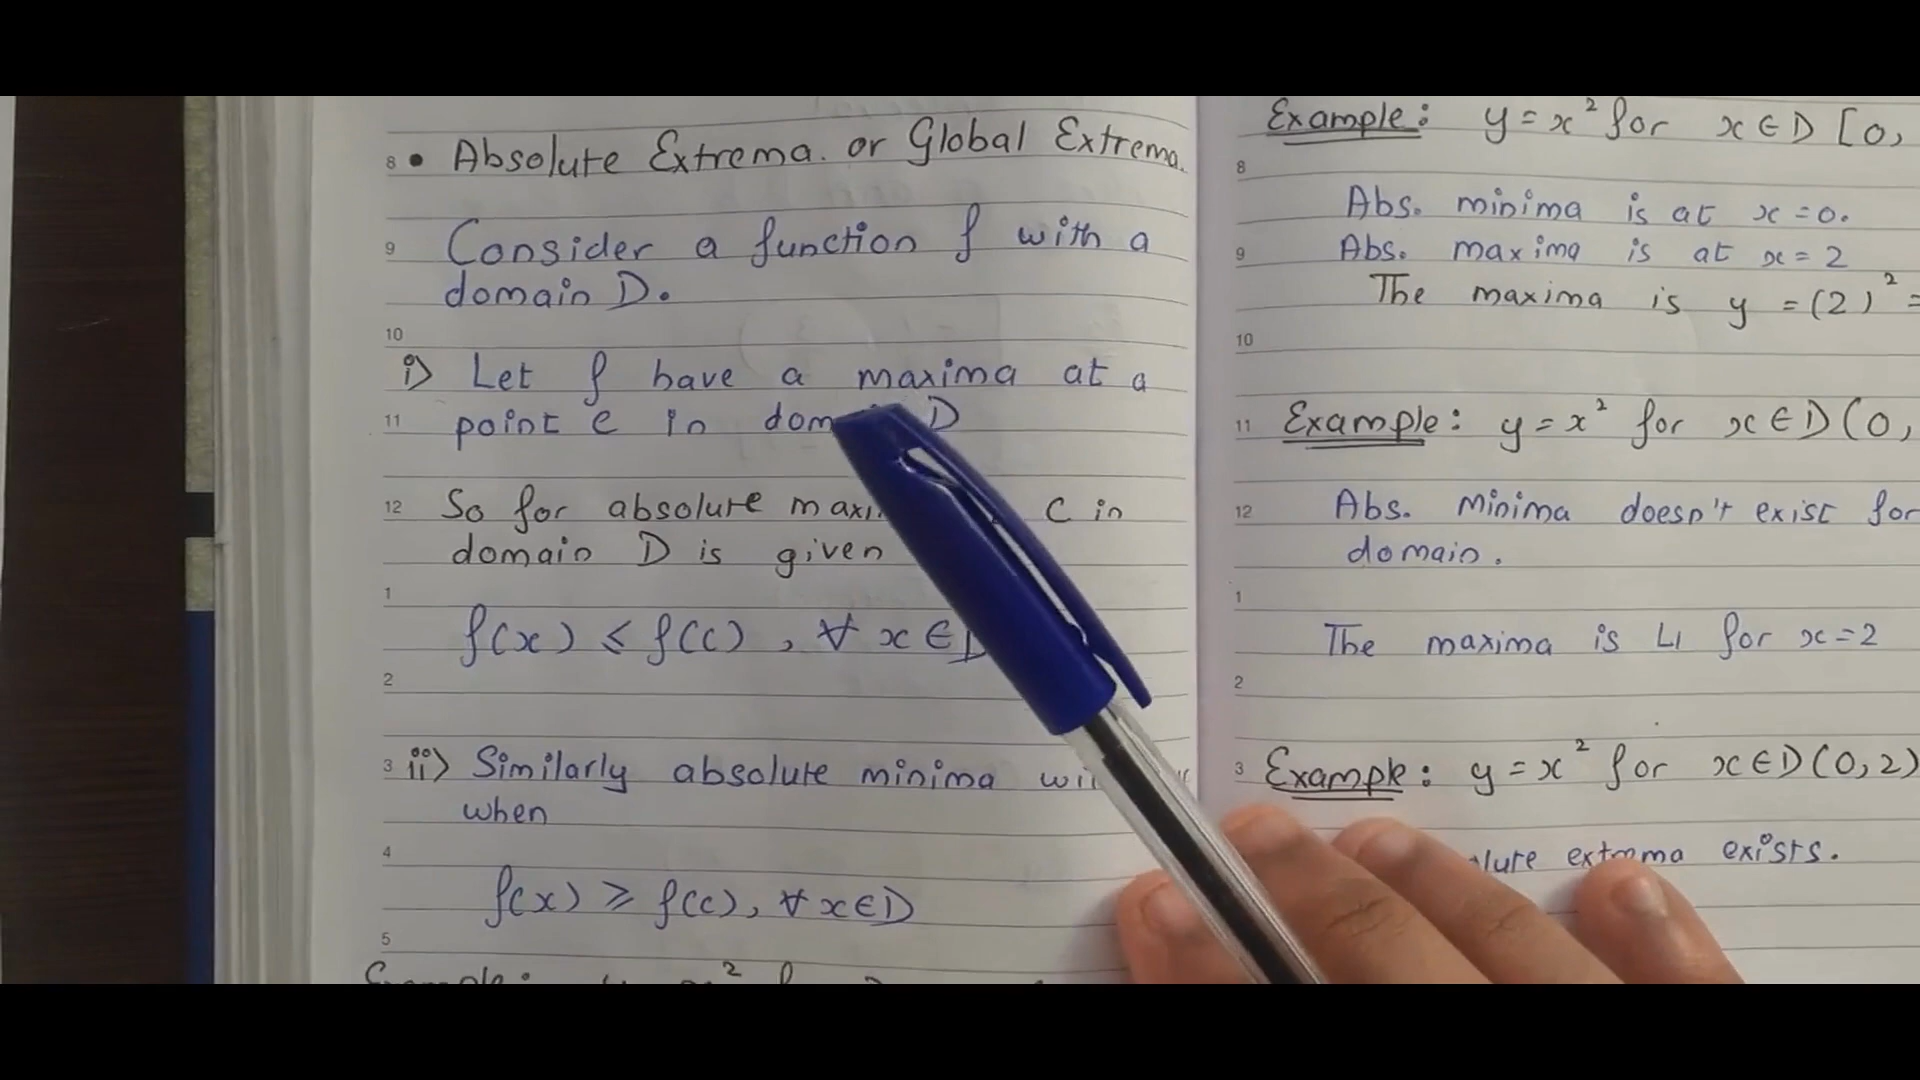 8 • Absolute Extrema. or Global Extrema.
9 Consider a function f with a
domain D.
10
i) Let f have a maxima at a
11 point c in D
12 So for absolute C in
domain D is given
1
f(x) ≤ f(c), ∀ x ∈ D
2
3 ii) Similarly absolute minima
when
4
f(x) ≥ f(c), ∀ x ∈ D
5
Example: x²
Example: y = x² for x ∈ D [0,
8
Abs. minima is at x = 0.
9 Abs. maxima is at x = 2
The maxima is y = (2)² =
10
11 Example: y = x² for x ∈ D (0,
12 Abs. minima doesn't exist for
domain.
1
The maxima is 4 for x = 2
2
3 Example: y = x² for x ∈ D (0, 2)
extrema exists.